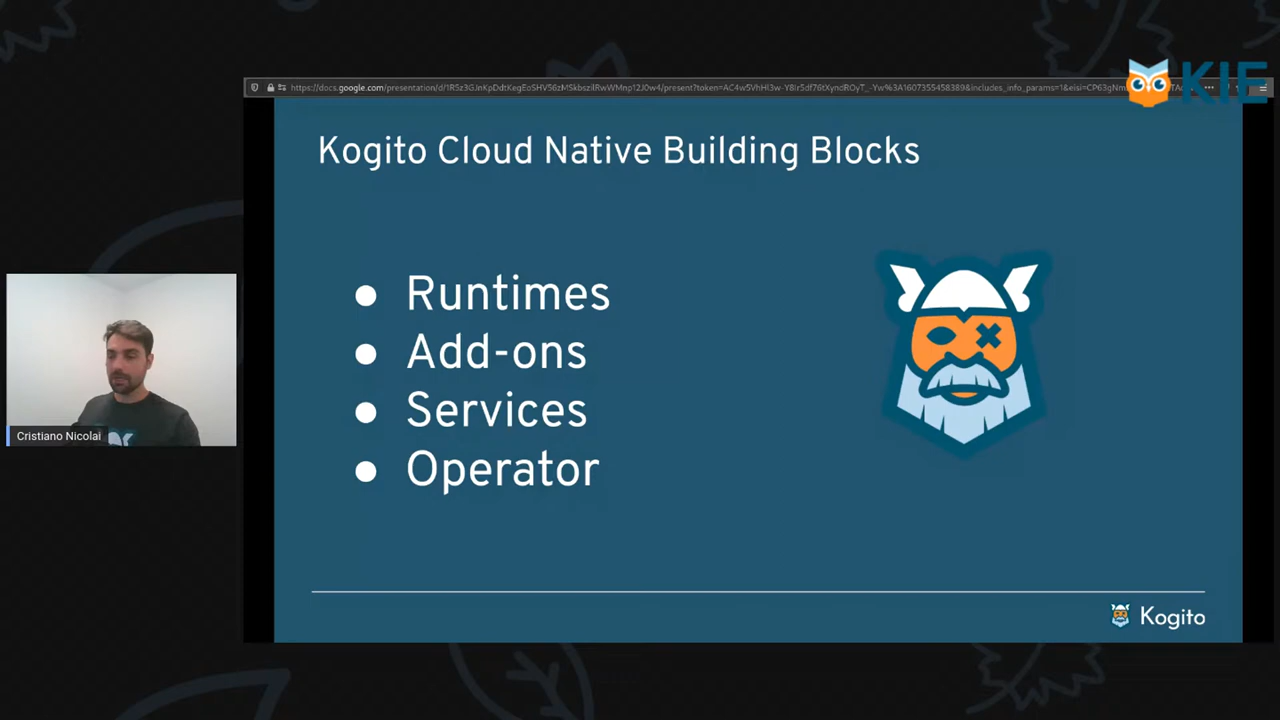 KIE
Kogito Cloud Native Building Blocks
● Runtimes
● Add-ons
● Services
● Operator
Cristiano Nicolai
Kogito